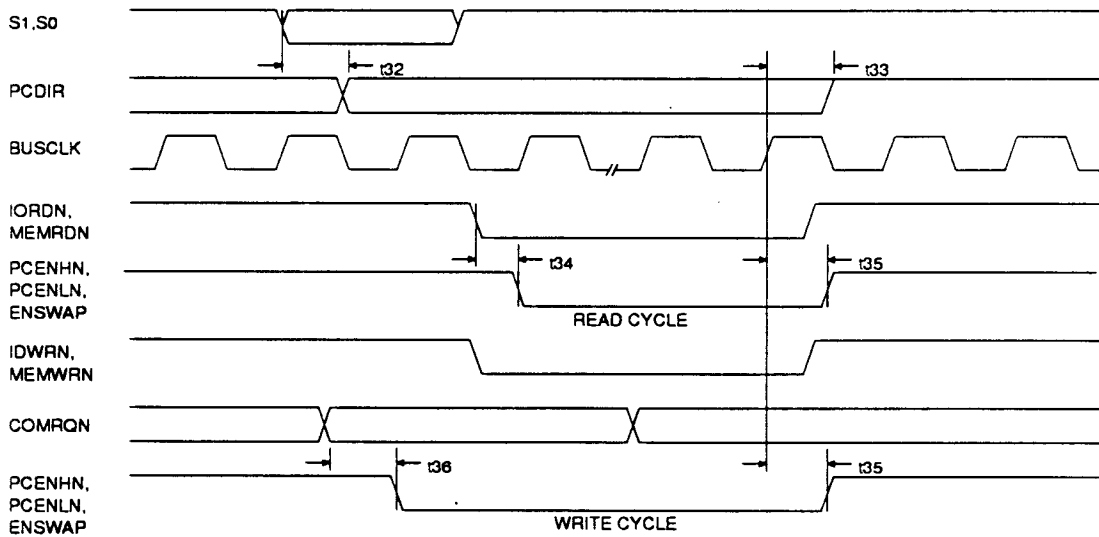 S1,S0
t32
t33
PCDIR
BUSCLK
IORDN,
MEMRDN
t34
t35
PCENHN,
PCENLN,
ENSWAP
READ CYCLE
IDWRN,
MEMWRN
COMRQN
t36
t35
PCENHN,
PCENLN,
ENSWAP
WRITE CYCLE